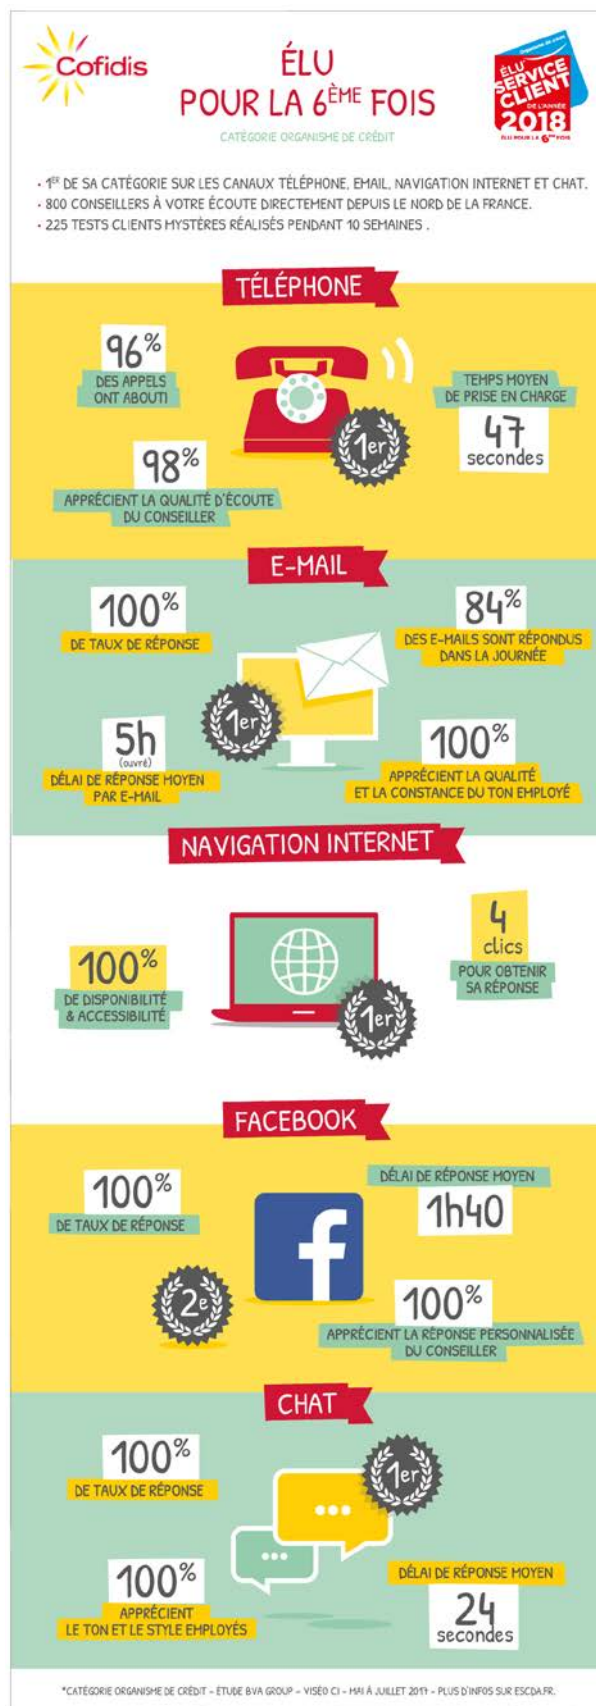 Cofidis
ÉLU
POUR LA 6ÈME FOIS
CATÉGORIE ORGANISME DE CRÉDIT
Organisme de crédit
ÉLU
SERVICE
CLIENT
DE L'ANNÉE
2018
ÉLU POUR LA 6ÈME FOIS
• 1ER DE SA CATÉGORIE SUR LES CANAUX TÉLÉPHONE, EMAIL, NAVIGATION INTERNET ET CHAT.
• 800 CONSEILLERS À VOTRE ÉCOUTE DIRECTEMENT DEPUIS LE NORD DE LA FRANCE.
• 225 TESTS CLIENTS MYSTÈRES RÉALISÉS PENDANT 10 SEMAINES .
TÉLÉPHONE
96%
DES APPELS
ONT ABOUTI
1er
TEMPS MOYEN
DE PRISE EN CHARGE
47
secondes
98%
APPRÉCIENT LA QUALITÉ D'ÉCOUTE
DU CONSEILLER
E-MAIL
100%
DE TAUX DE RÉPONSE
84%
DES E-MAILS SONT RÉPONDUS
DANS LA JOURNÉE
1er
5h
(ouvré)
DÉLAI DE RÉPONSE MOYEN
PAR E-MAIL
100%
APPRÉCIENT LA QUALITÉ
ET LA CONSTANCE DU TON EMPLOYÉ
NAVIGATION INTERNET
100%
DE DISPONIBILITÉ
& ACCESSIBILITÉ
1er
4
clics
POUR OBTENIR
SA RÉPONSE
FACEBOOK
100%
DE TAUX DE RÉPONSE
f
DÉLAI DE RÉPONSE MOYEN
1h40
2e
100%
APPRÉCIENT LA RÉPONSE PERSONNALISÉE
DU CONSEILLER
CHAT
100%
DE TAUX DE RÉPONSE
1er
100%
APPRÉCIENT
LE TON ET LE STYLE EMPLOYÉS
DÉLAI DE RÉPONSE MOYEN
24
secondes
*CATÉGORIE ORGANISME DE CRÉDIT - ÉTUDE BVA GROUP - VISÉO CI - MAI À JUILLET 2017 - PLUS D'INFOS SUR ESCDA.FR.